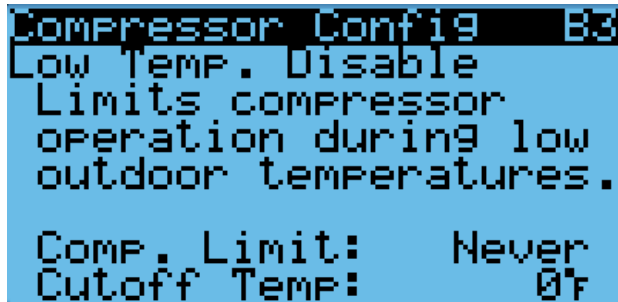 Compressor Config B3
Low Temp. Disable
Limits compressor
operation during low
outdoor temperatures.
Comp. Limit: Never
Cutoff Temp: 0°F